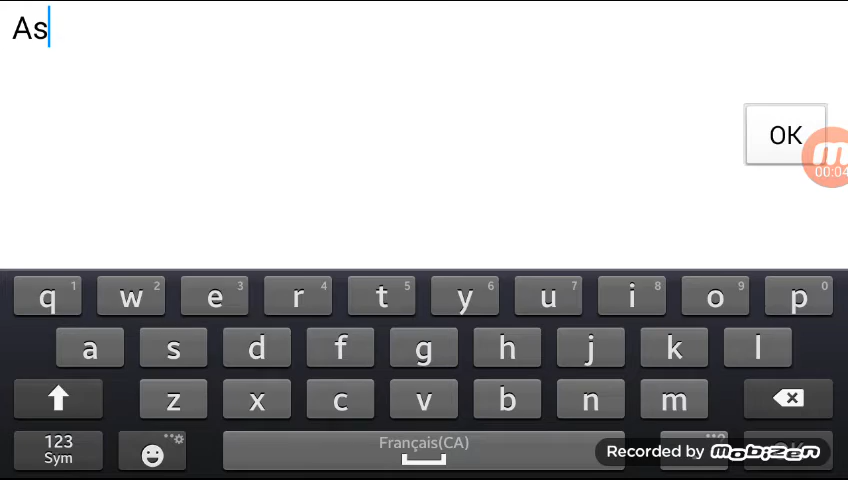 As
OK
00:04
q 1 w 2 e 3 r 4 t 5 y 6 u 7 i 8 o 9 p 0
a s d f g h j k l
z x c v b n m
123
Sym
Français(CA)
Recorded by mobizen